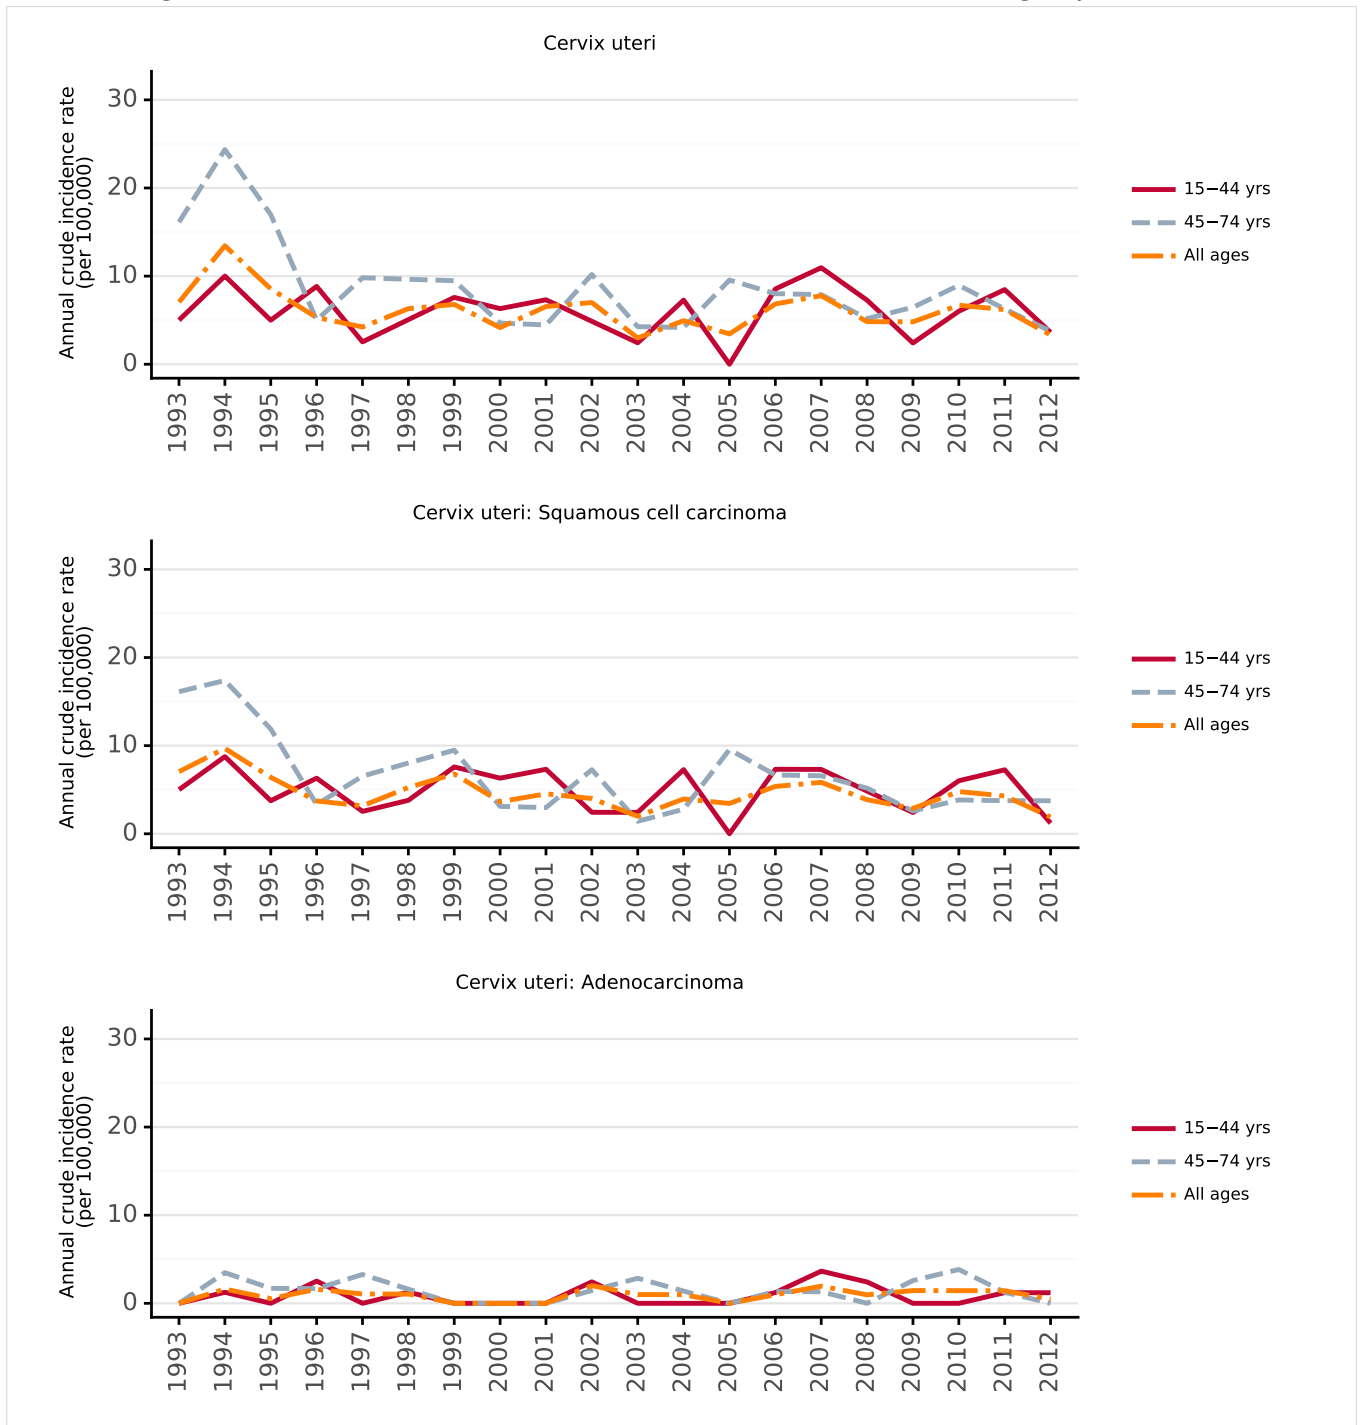 Cervix uteri
Annual crude incidence rate
(per 100,000)
30
20
10
0
1993 1994 1995 1996 1997 1998 1999 2000 2001 2002 2003 2004 2005 2006 2007 2008 2009 2010 2011 2012
15−44 yrs
45−74 yrs
All ages
Cervix uteri: Squamous cell carcinoma
Annual crude incidence rate
(per 100,000)
30
20
10
0
1993 1994 1995 1996 1997 1998 1999 2000 2001 2002 2003 2004 2005 2006 2007 2008 2009 2010 2011 2012
15−44 yrs
45−74 yrs
All ages
Cervix uteri: Adenocarcinoma
Annual crude incidence rate
(per 100,000)
30
20
10
0
1993 1994 1995 1996 1997 1998 1999 2000 2001 2002 2003 2004 2005 2006 2007 2008 2009 2010 2011 2012
15−44 yrs
45−74 yrs
All ages